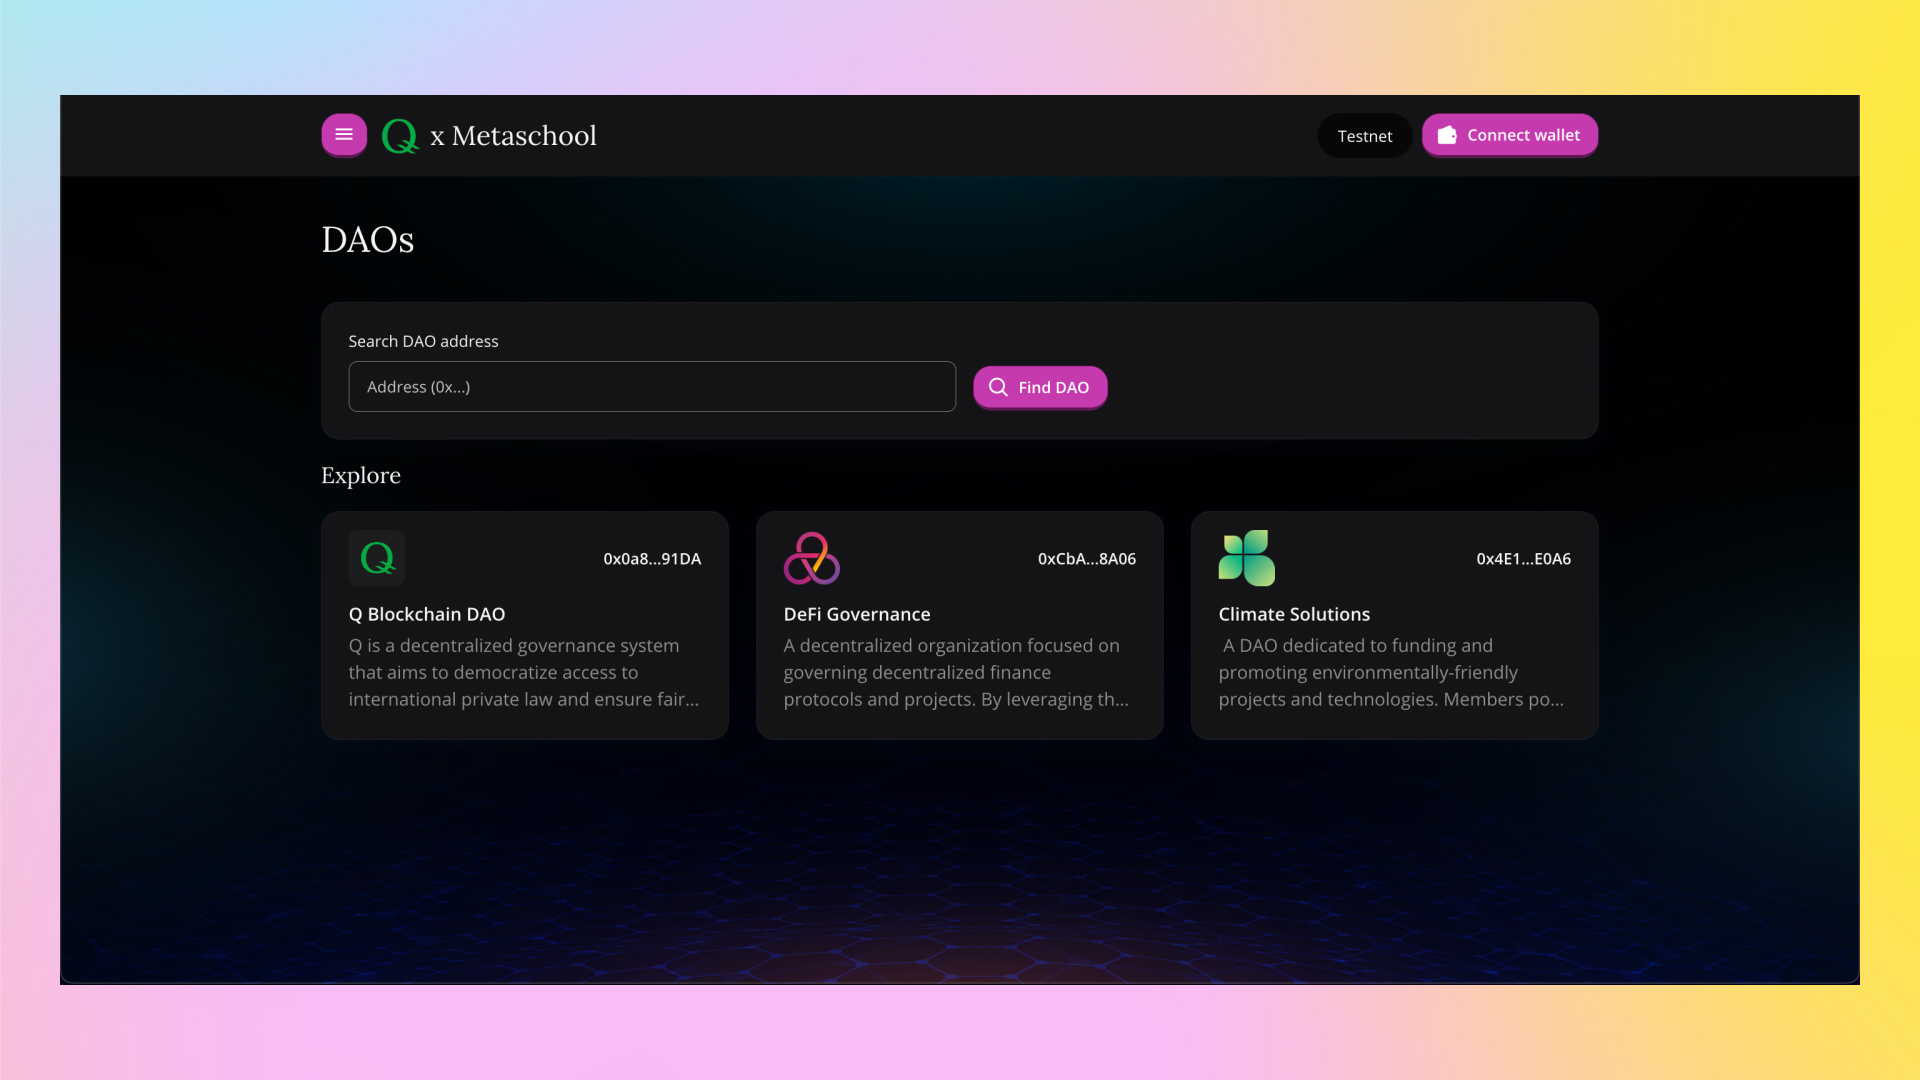 Q x Metaschool
Testnet
Connect wallet
DAOs
Search DAO address
Address (0x...)
Find DAO
Explore
Q
0x0a8...91DA
Q Blockchain DAO
Q is a decentralized governance system
that aims to democratize access to
international private law and ensure fair...
0xCbA...8A06
DeFi Governance
A decentralized organization focused on
governing decentralized finance
protocols and projects. By leveraging th...
0x4E1...E0A6
Climate Solutions
A DAO dedicated to funding and
promoting environmentally-friendly
projects and technologies. Members po...